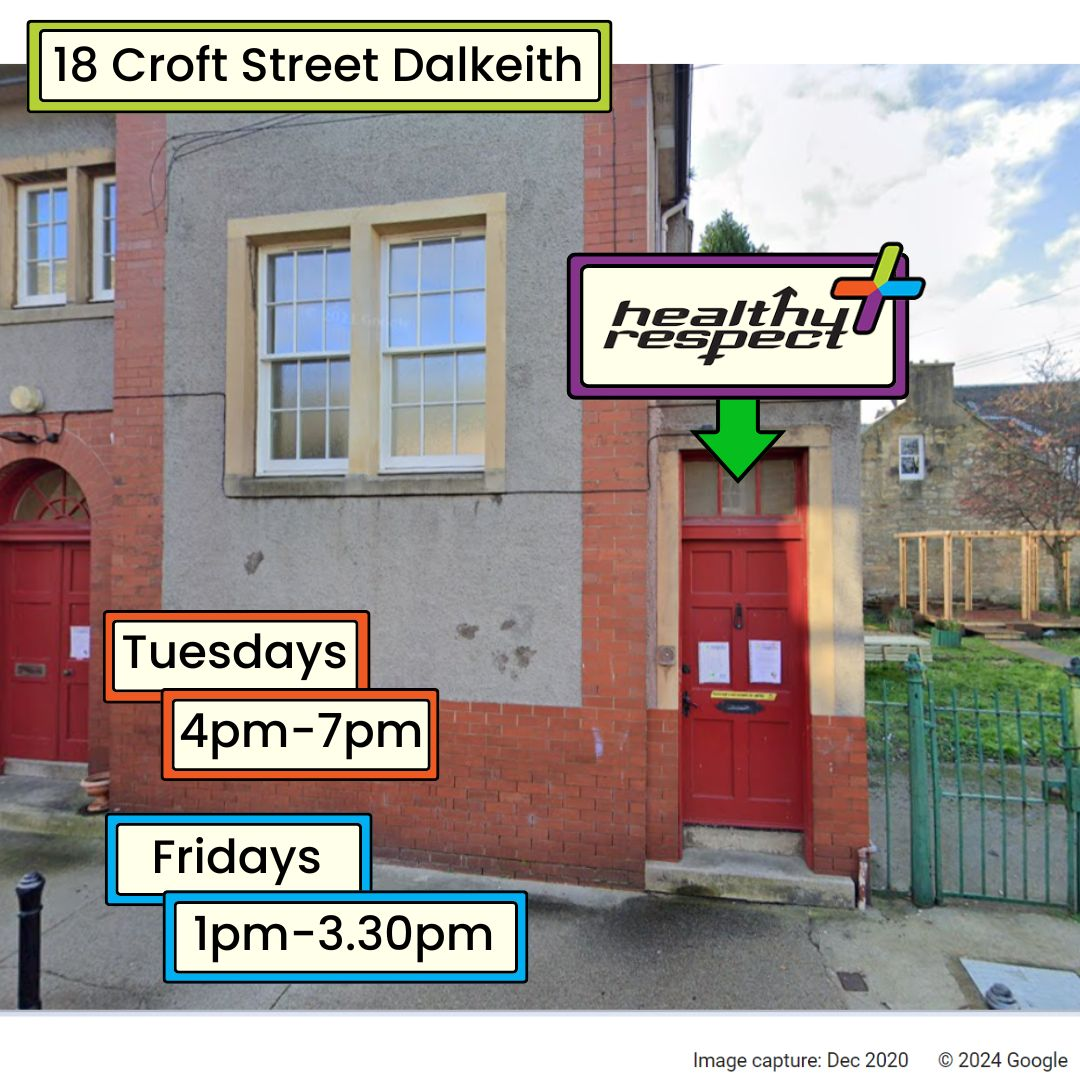 18 Croft Street Dalkeith
healthy
respect
Tuesdays
4pm-7pm
Fridays
1pm-3.30pm
Image capture: Dec 2020 © 2024 Google